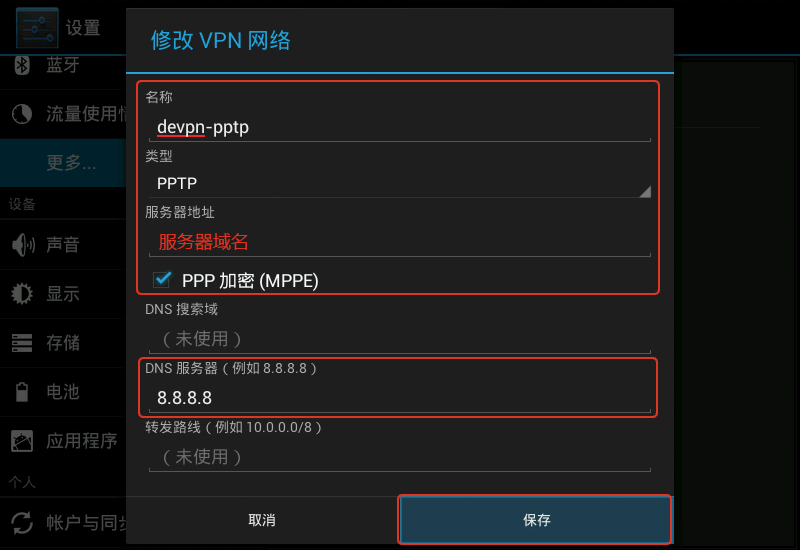 设置
修改 VPN 网络
蓝牙
名称
流量使用情
devpn-pptp
类型
更多...
PPTP
设备
服务器地址
声音
服务器域名
PPP 加密 (MPPE)
显示
DNS 搜索域
存储
（未使用）
DNS 服务器（例如 8.8.8.8）
电池
8.8.8.8
转发路线（例如 10.0.0.0/8）
应用程序
（未使用）
个人
帐户与同步
取消
保存